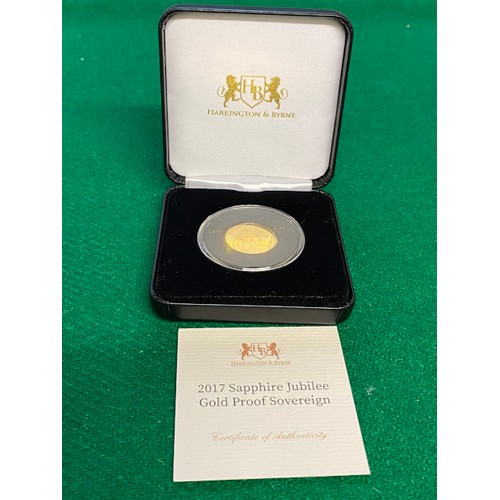 HB
HARRINGTON & BYRNE
HB
HARRINGTON & BYRNE
2017 Sapphire Jubilee
Gold Proof Sovereign
Certificate of Authenticity